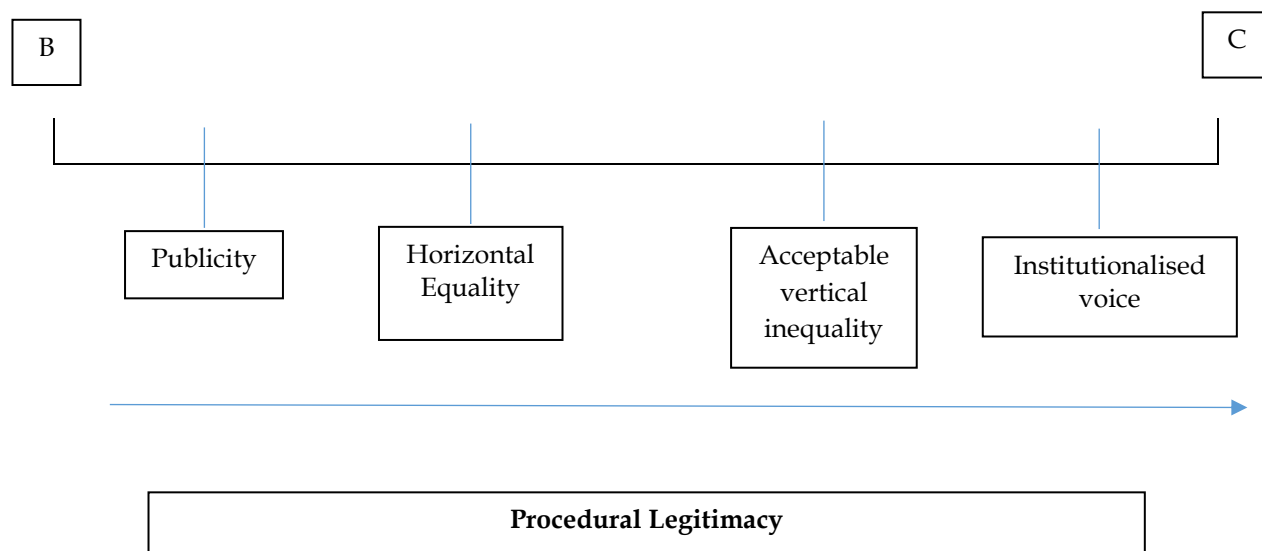 B
C
Publicity
Horizontal
Equality
Acceptable
vertical
inequality
Institutionalised
voice
Procedural Legitimacy